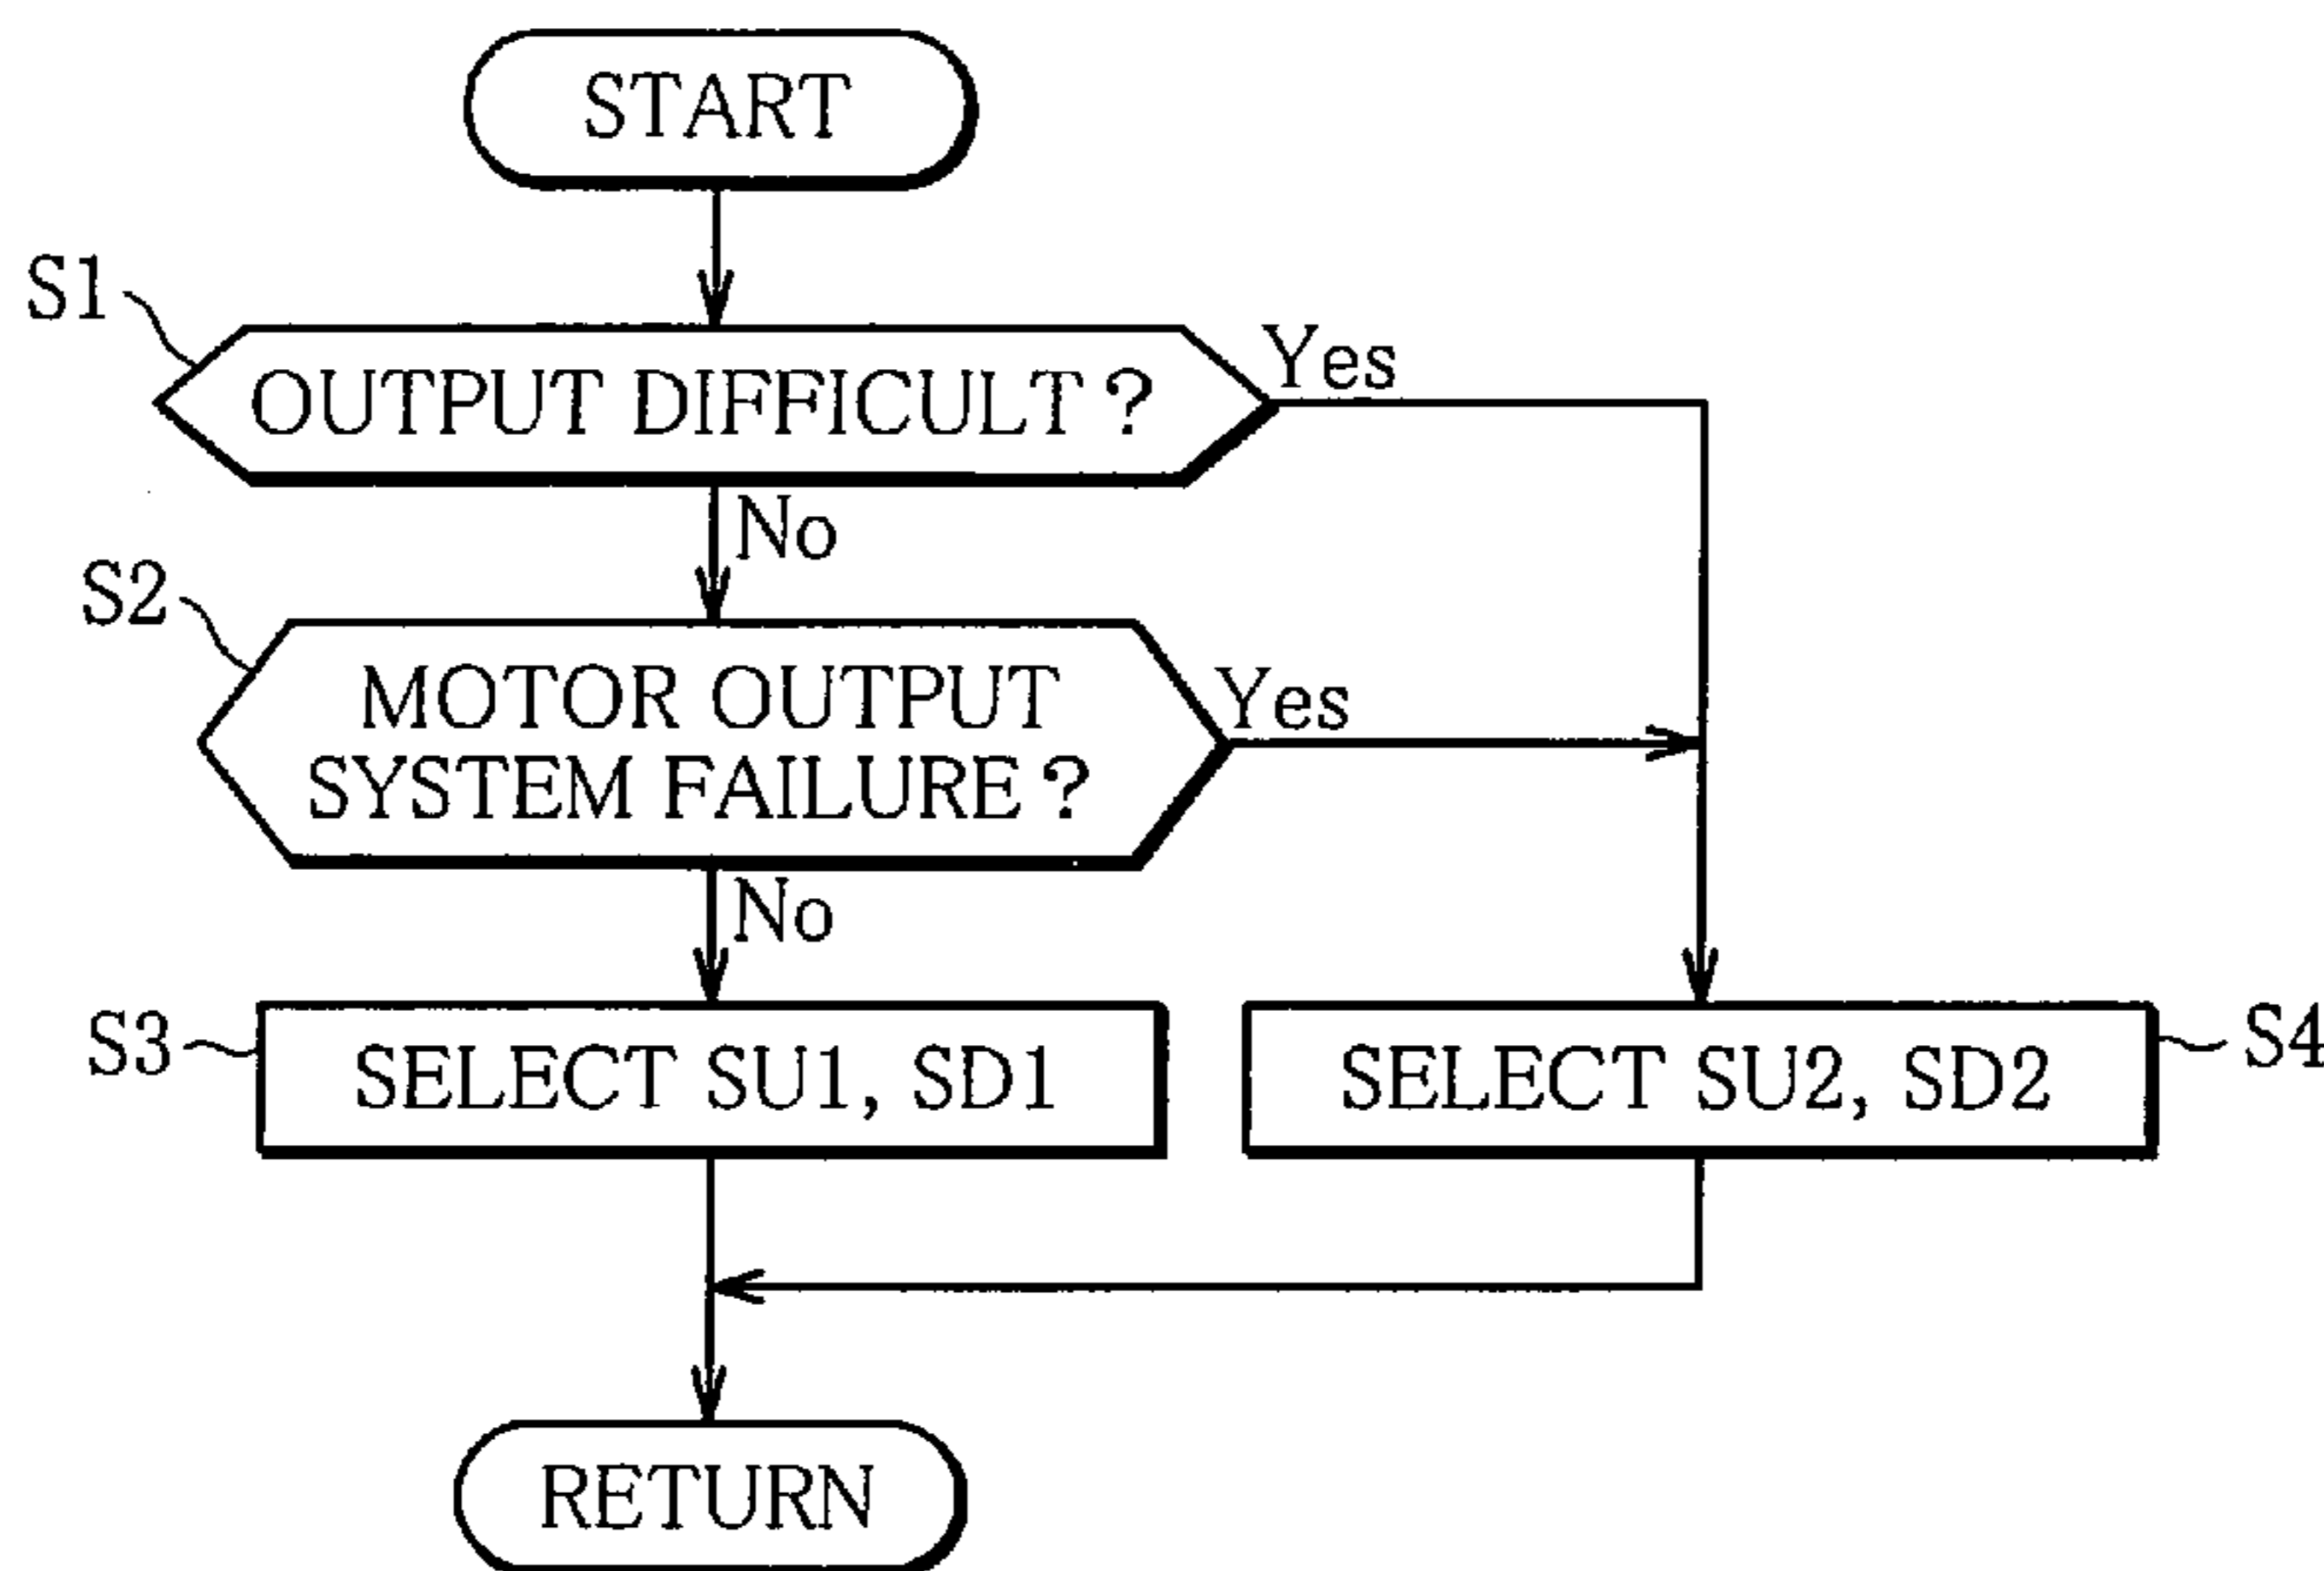 START
S1
OUTPUT DIFFICULT ?
Yes
No
S2
MOTOR OUTPUT
SYSTEM FAILURE ?
Yes
No
S3
SELECT SU1, SD1
SELECT SU2, SD2
S4
RETURN